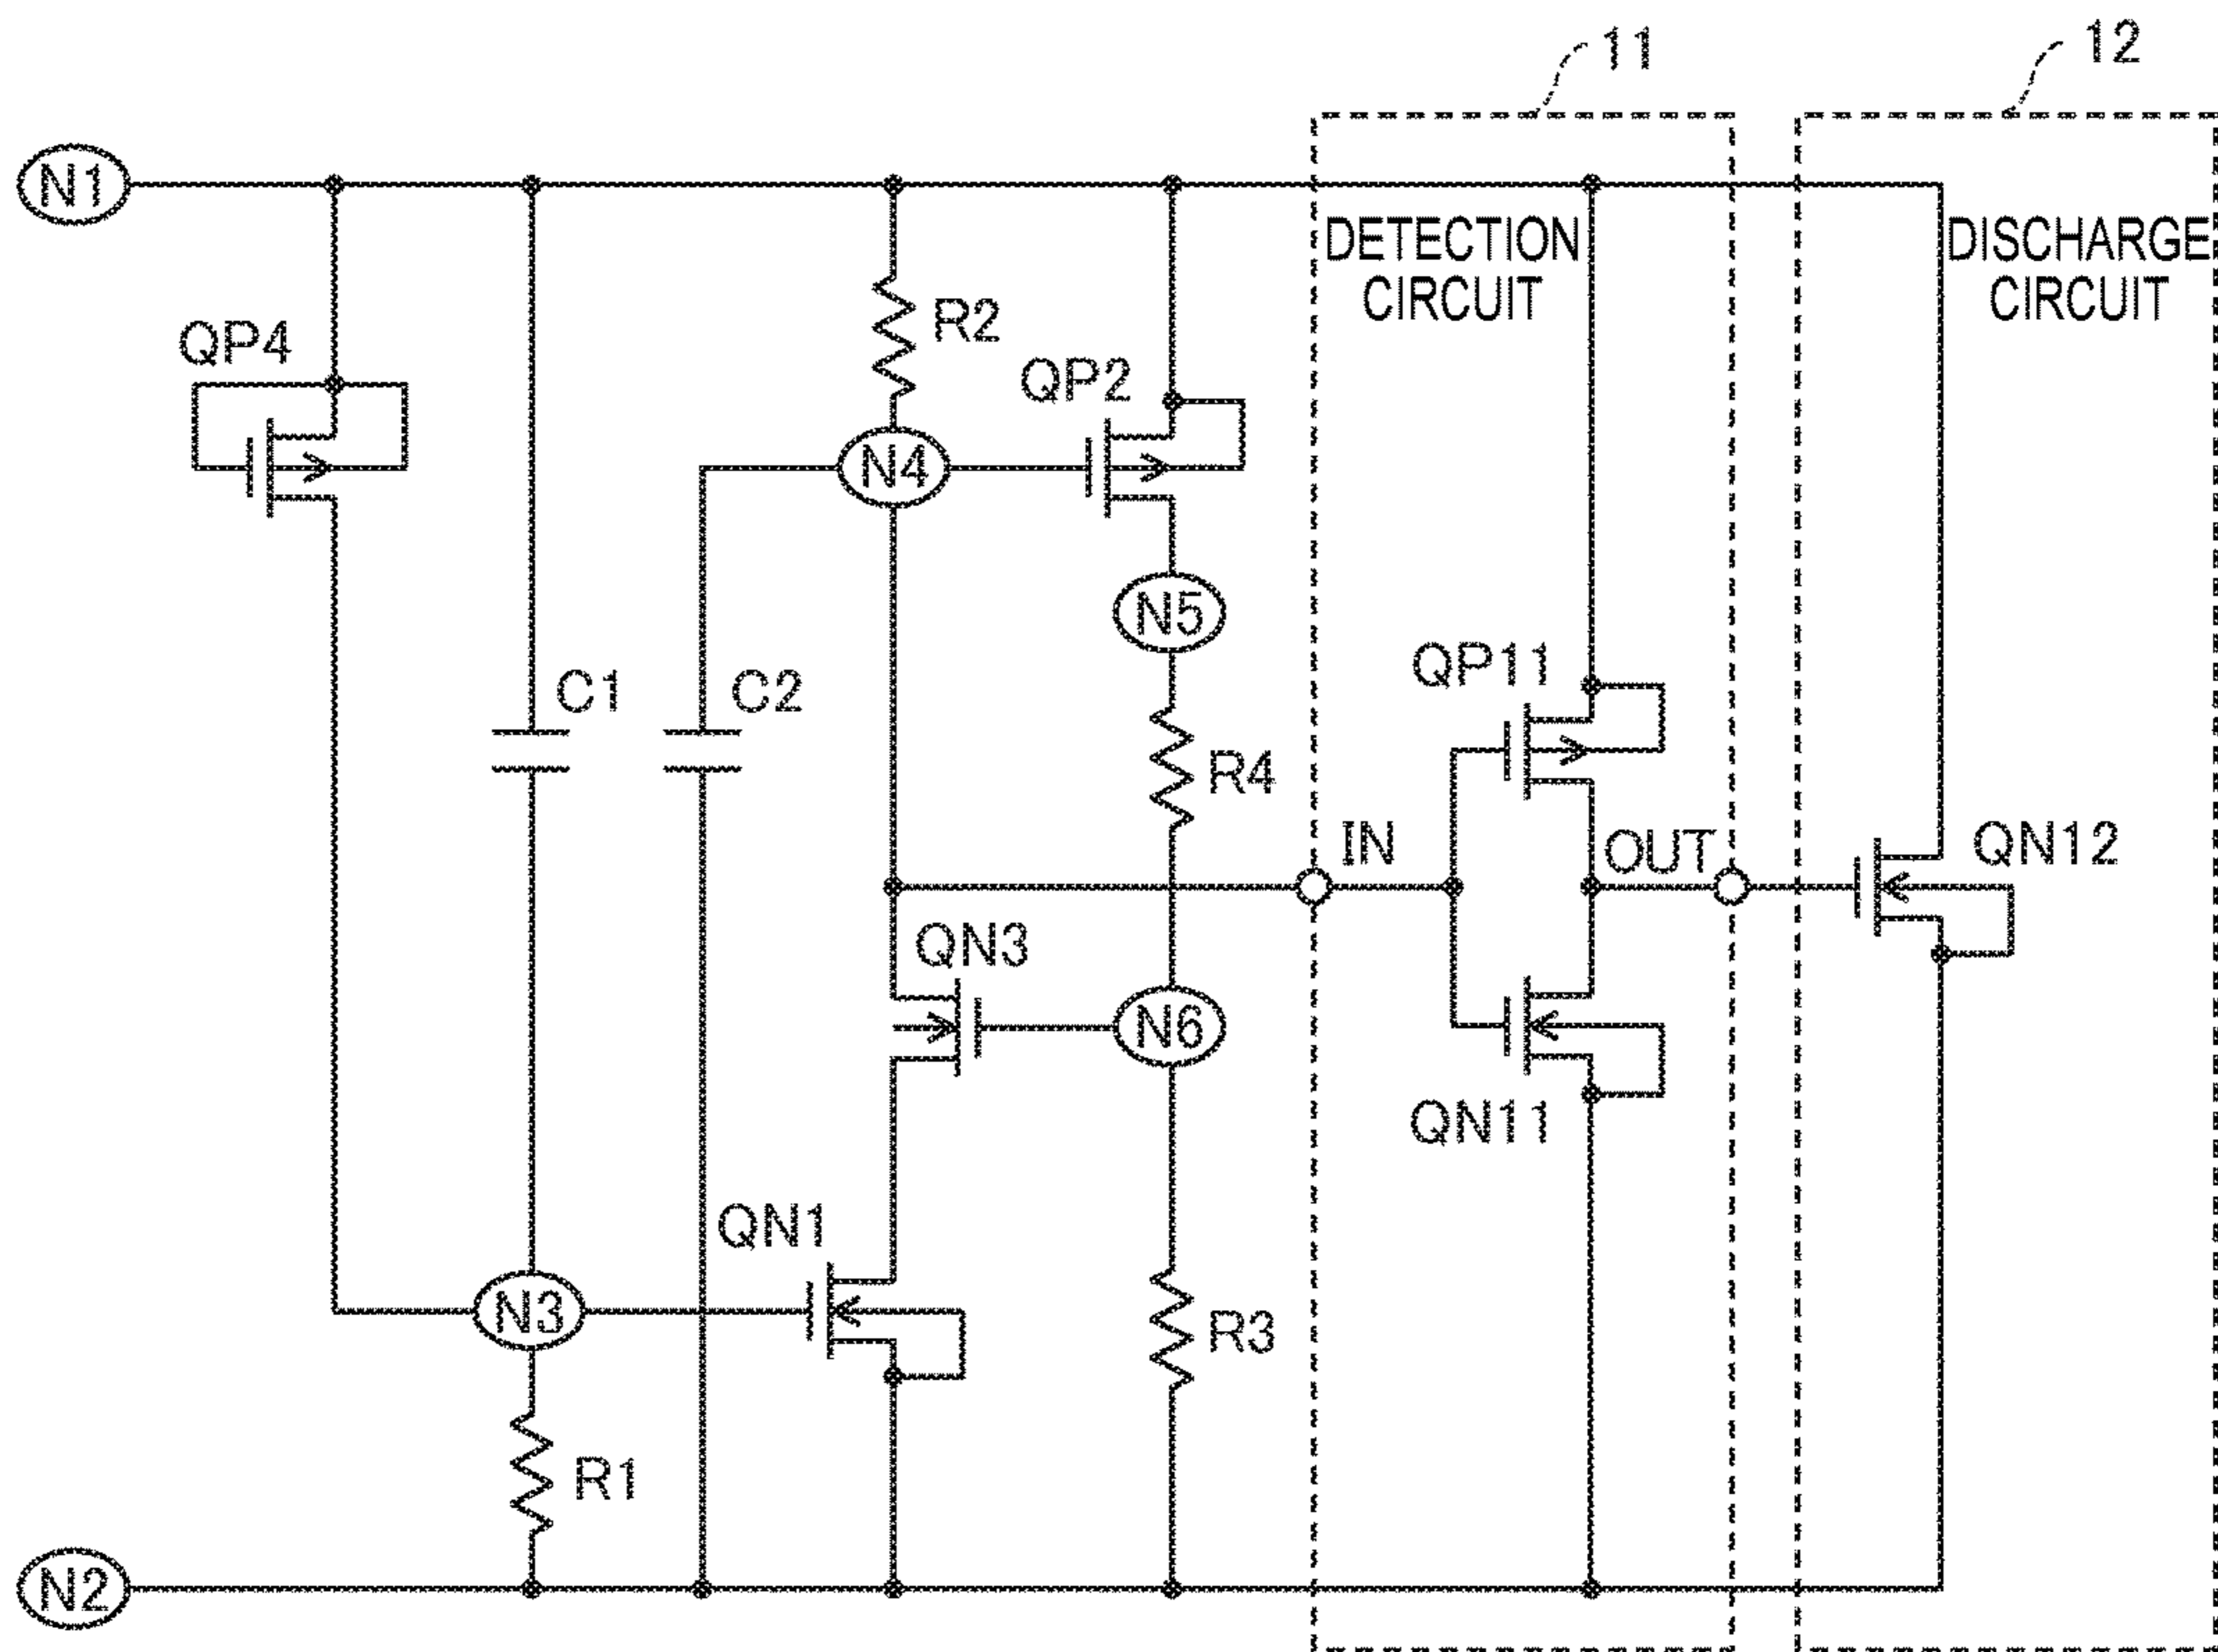 11
12
N1
DETECTION
CIRCUIT
DISCHARGE
CIRCUIT
QP4
R2
QP2
N4
N5
C1
C2
QP11
R4
IN
OUT
QN12
QN3
N6
QN11
QN1
N3
R3
R1
N2